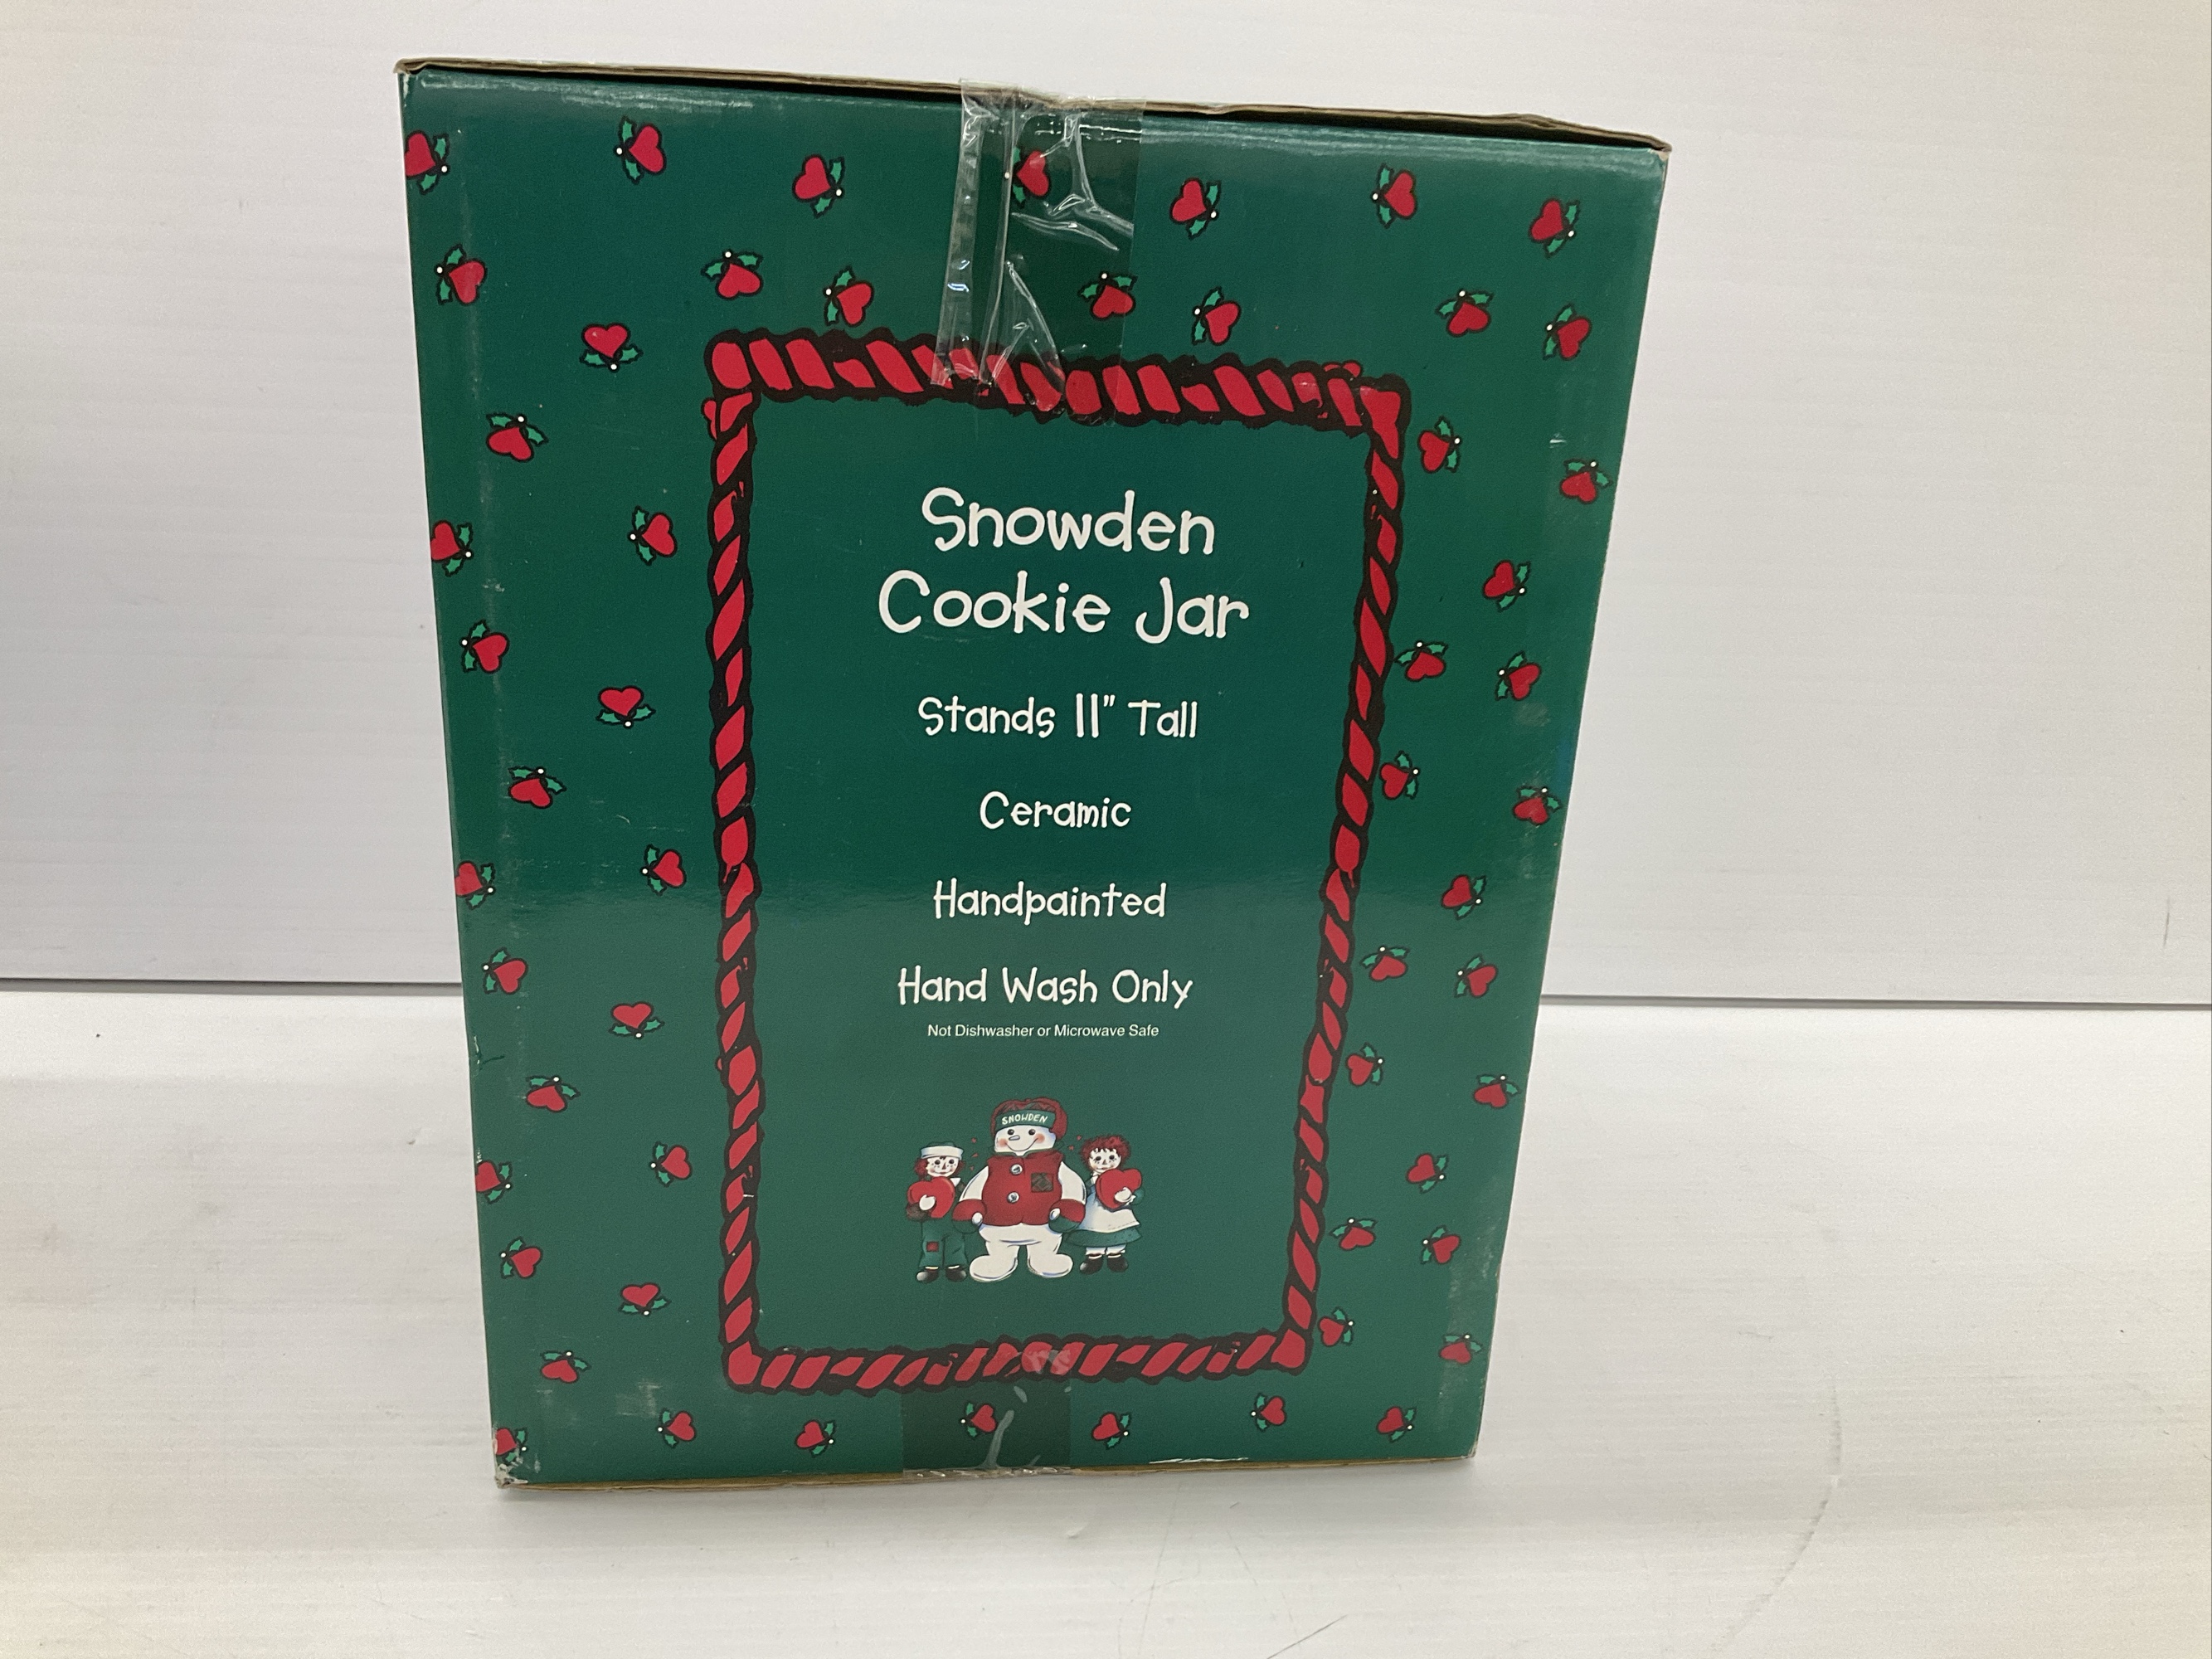 Snowden
Cookie Jar
Stands 11" Tall
Ceramic
Handpainted
Hand Wash Only
Not Dishwasher or Microwave Safe
SNOWDEN